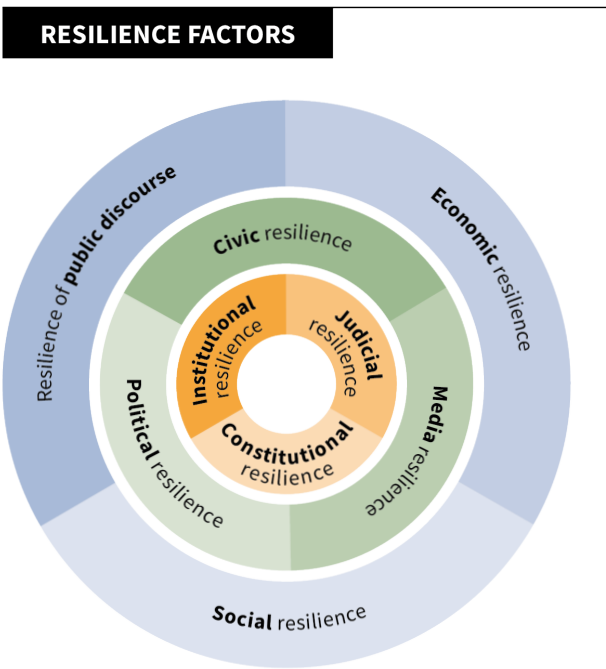 RESILIENCE FACTORS
Resilience of public discourse
Economic resilience
Civic resilience
Institutional
resilience
Judicial
resilience
Political resilience
Media resilience
Constitutional
resilience
Social resilience